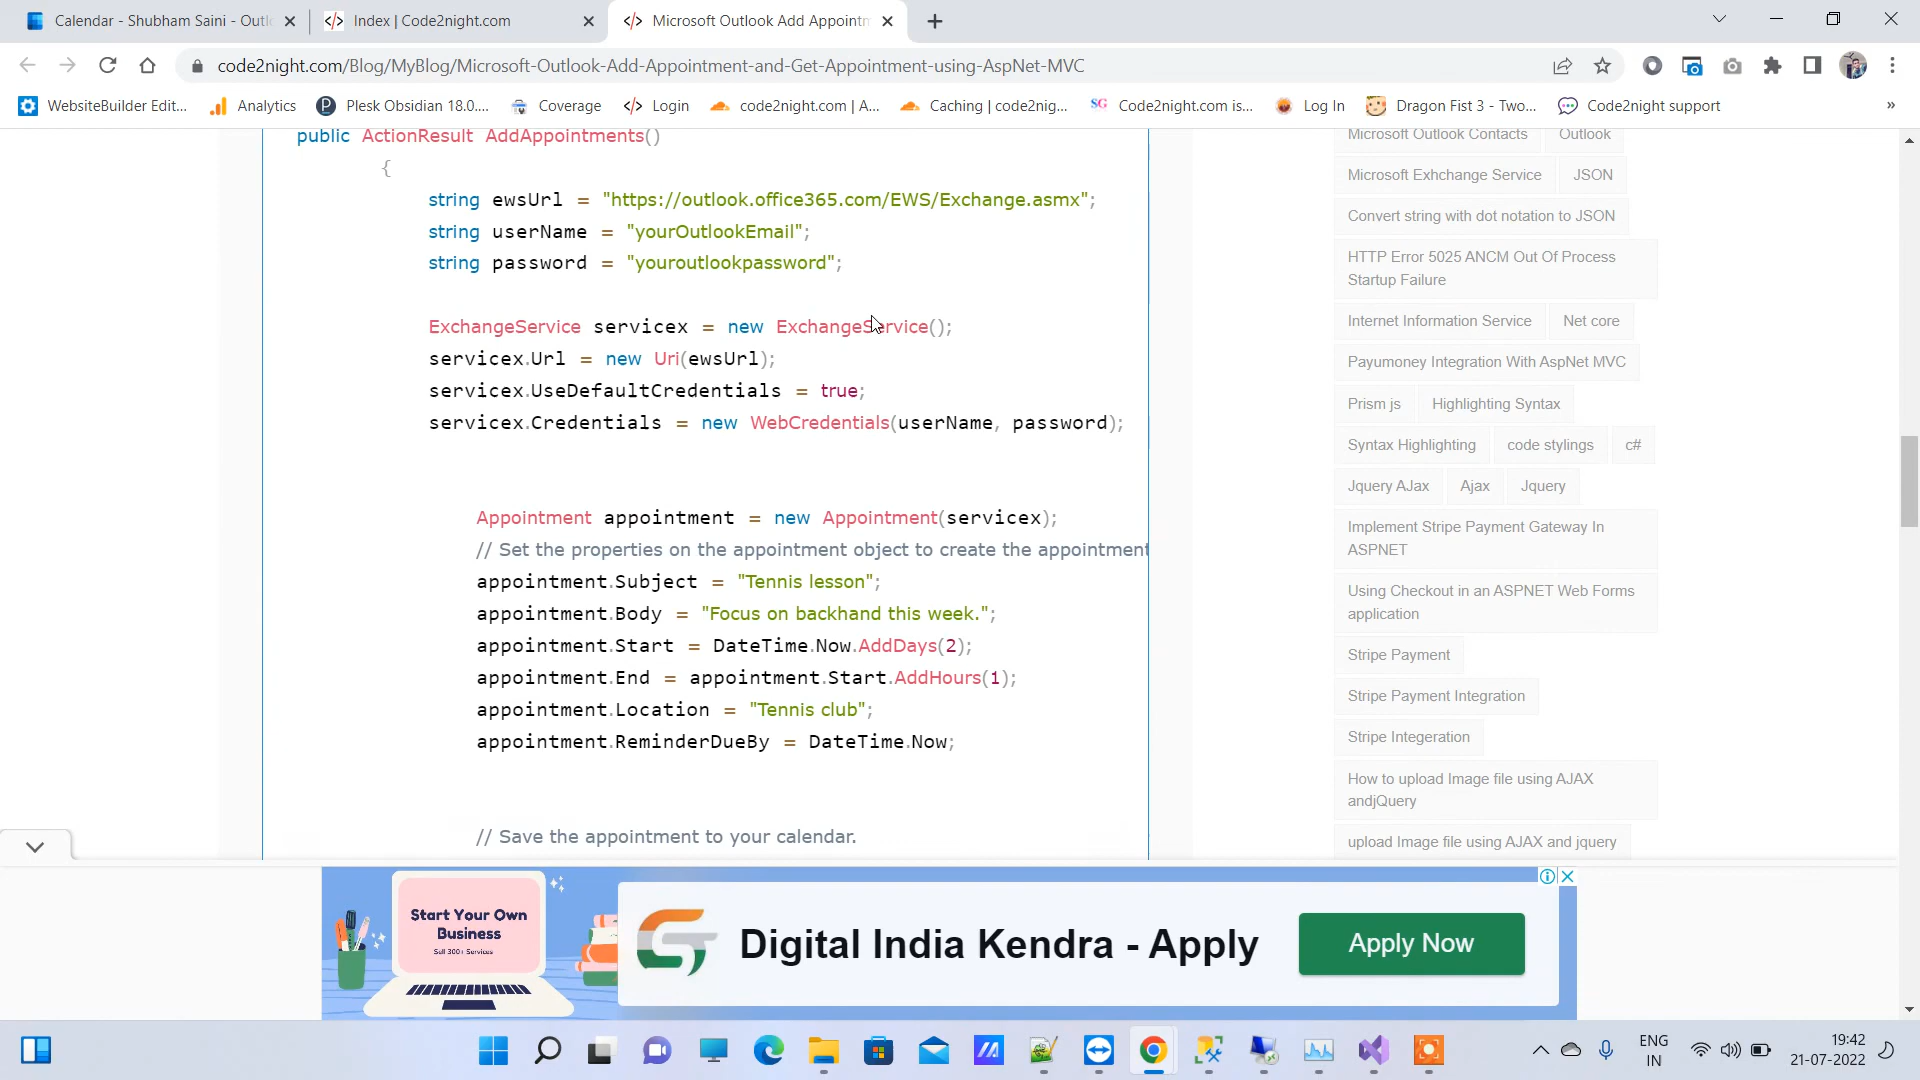 Calendar - Shubham Saini - Outl
Index | Code2night.com
Microsoft Outlook Add Appointm
code2night.com/Blog/MyBlog/Microsoft-Outlook-Add-Appointment-and-Get-Appointment-using-AspNet-MVC
WebsiteBuilder Edit...
Analytics
Plesk Obsidian 18.0....
Coverage
Login
code2night.com | A...
Caching | code2nig...
SG
Code2night.com is...
Log In
Dragon Fist 3 - Two...
Code2night support
»
public ActionResult AddAppointments()
{
string ewsUrl = "https://outlook.office365.com/EWS/Exchange.asmx";
string userName = "yourOutlookEmail";
string password = "youroutlookpassword";
ExchangeService servicex = new ExchangeService();
servicex.Url = new Uri(ewsUrl);
servicex.UseDefaultCredentials = true;
servicex.Credentials = new WebCredentials(userName, password);
Appointment appointment = new Appointment(servicex);
// Set the properties on the appointment object to create the appointment
appointment.Subject = "Tennis lesson";
appointment.Body = "Focus on backhand this week.";
appointment.Start = DateTime.Now.AddDays(2);
appointment.End = appointment.Start.AddHours(1);
appointment.Location = "Tennis club";
appointment.ReminderDueBy = DateTime.Now;
// Save the appointment to your calendar.
Microsoft Outlook Contacts
Outlook
Microsoft Exhchange Service
JSON
Convert string with dot notation to JSON
HTTP Error 5025 ANCM Out Of Process
Startup Failure
Internet Information Service
Net core
Payumoney Integration With AspNet MVC
Prism js
Highlighting Syntax
Syntax Highlighting
code stylings
c#
Jquery AJax
Ajax
Jquery
Implement Stripe Payment Gateway In
ASPNET
Using Checkout in an ASPNET Web Forms
application
Stripe Payment
Stripe Payment Integration
Stripe Integeration
How to upload Image file using AJAX
andjQuery
upload Image file using AJAX and jquery
Start Your Own
Business
Sell 300+ Services
Digital India Kendra - Apply
Apply Now
ENG
IN
19:42
21-07-2022